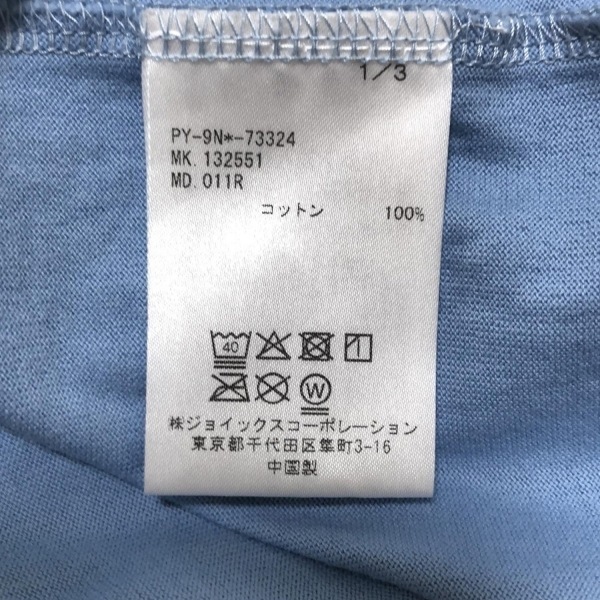 1/3
PY-9N*-73324
MK. 132551
MD. 011R
コットン 100%
40
W
㈱ジョイックスコーポレーション
東京都千代田区隼町3-16
中国製